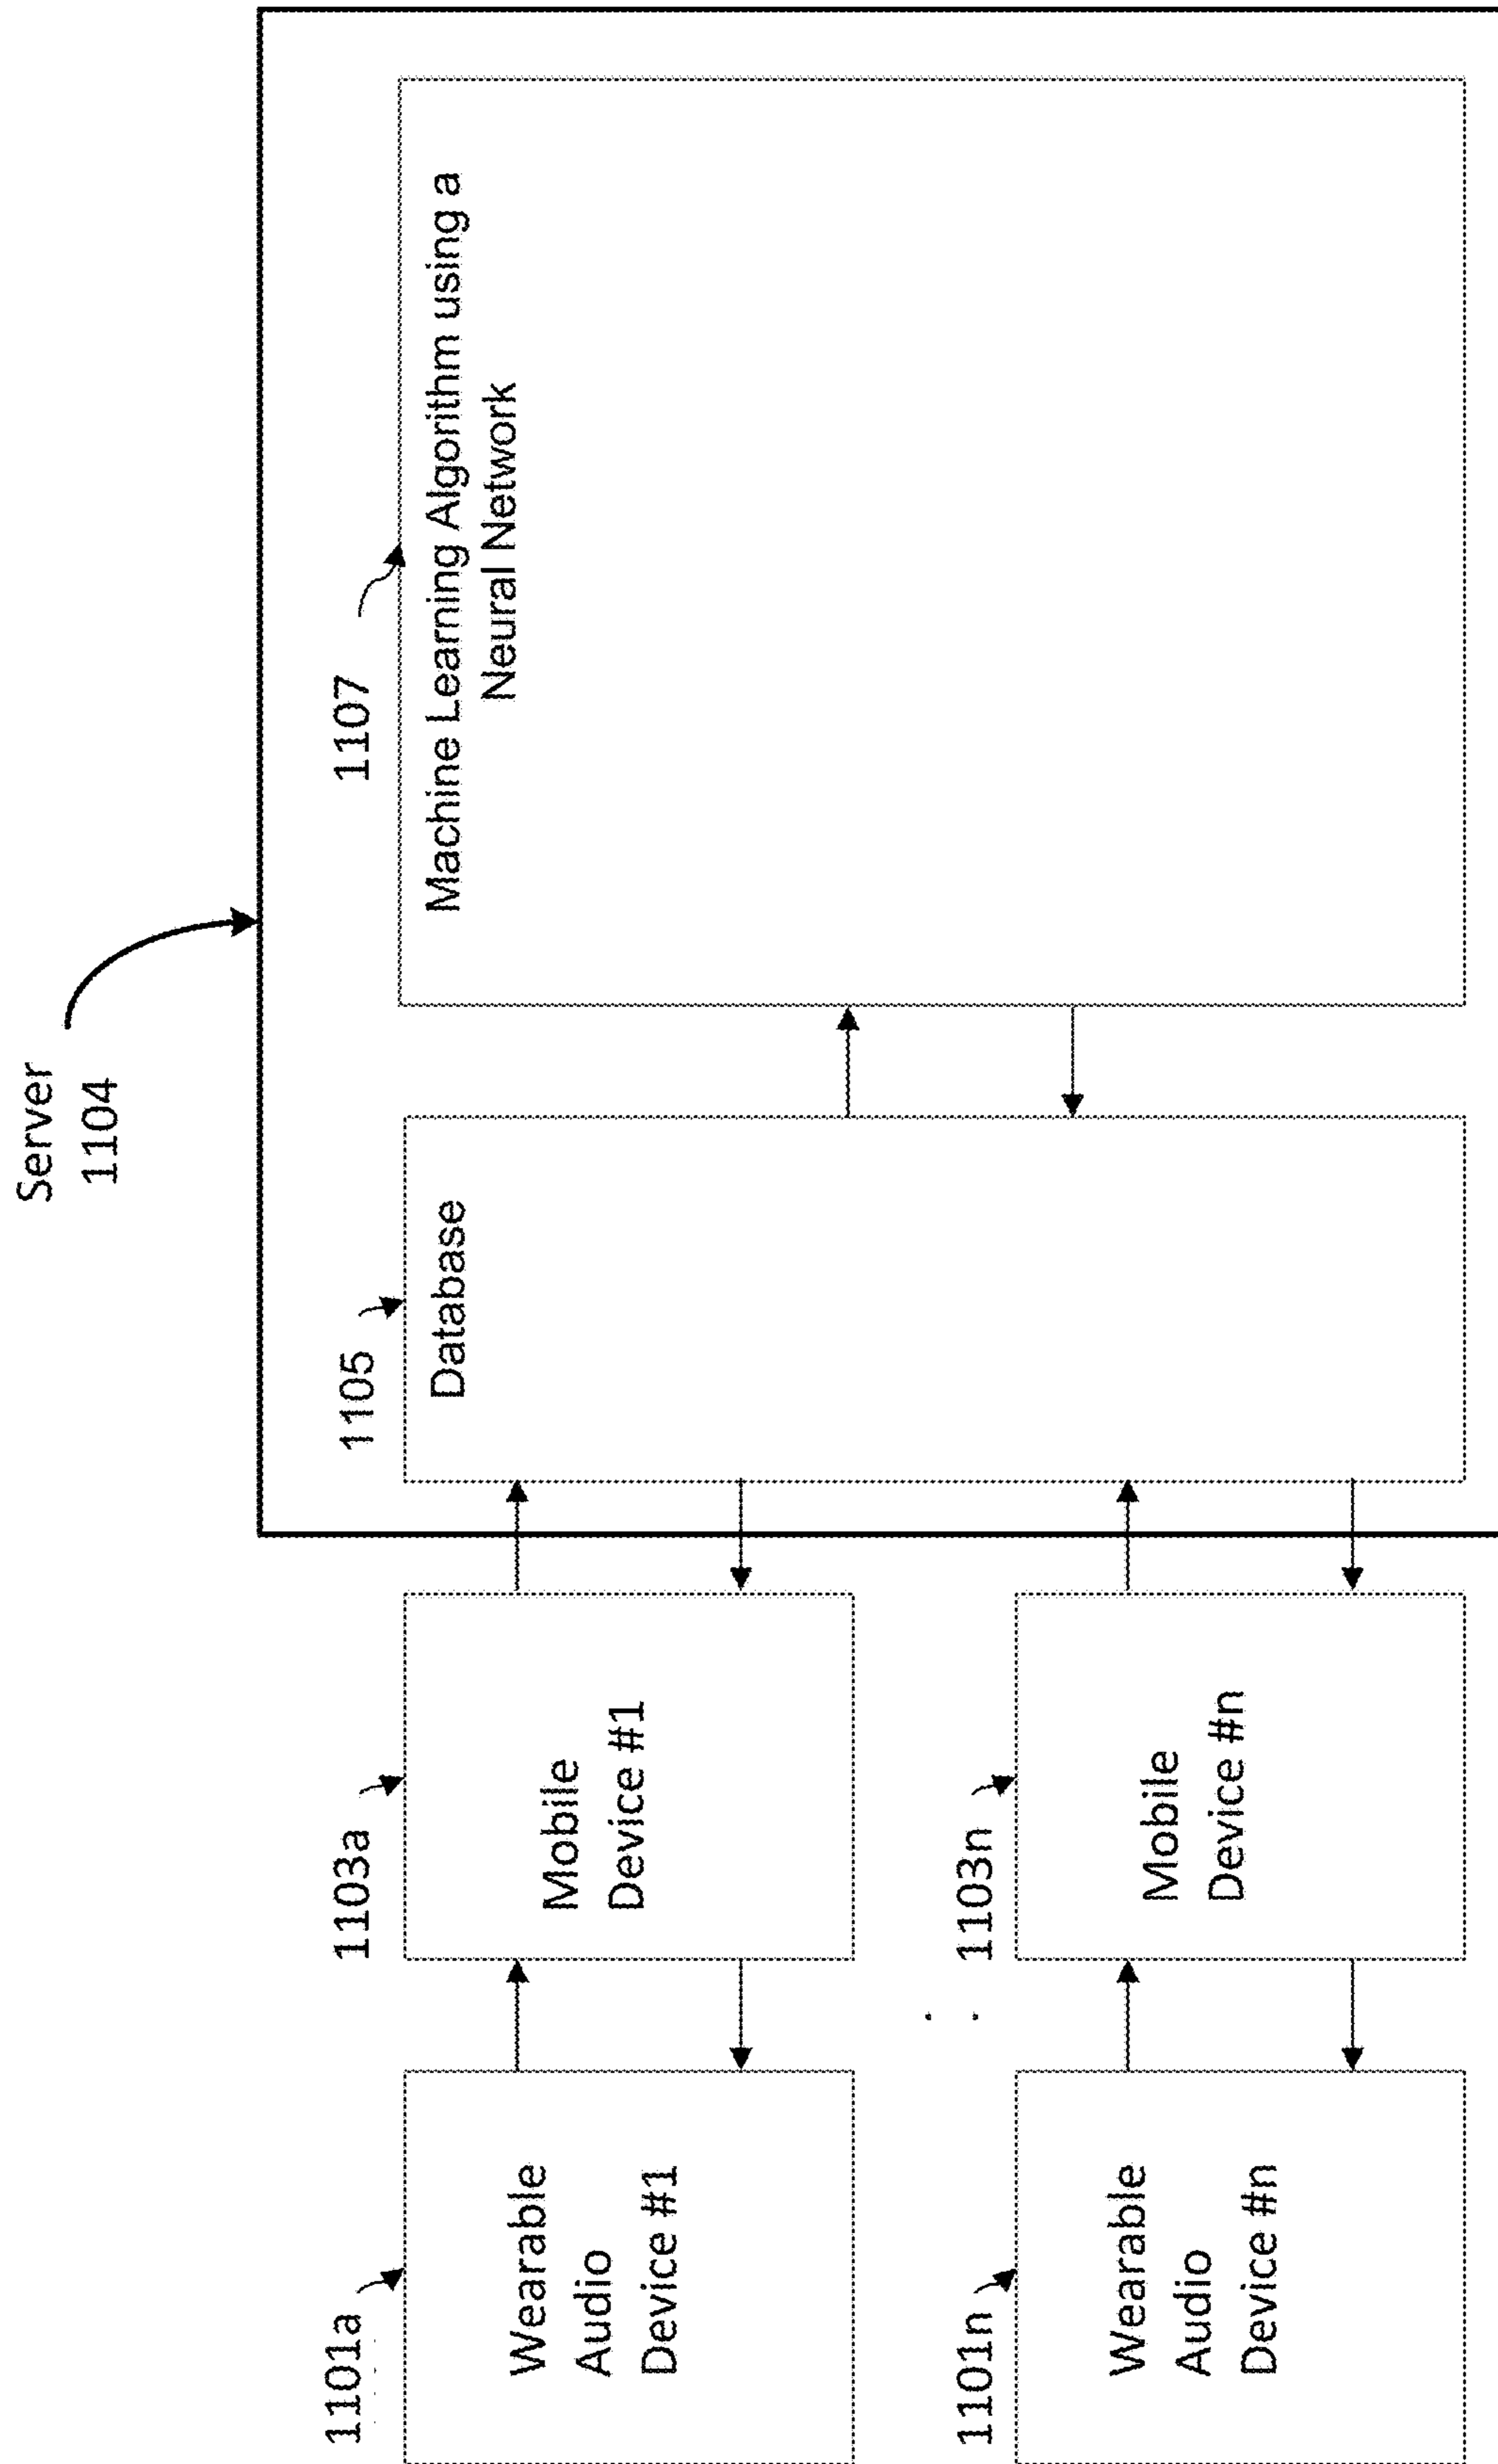 Server
1104
1107
Machine Learning Algorithm using a
Neural Network
1105
Database
1103a
Mobile
Device #1
1101a
Wearable
Audio
Device #1
1103n
Mobile
Device #n
1101n
Wearable
Audio
Device #n